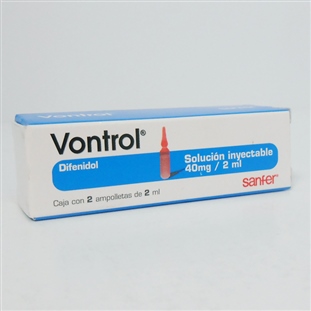 Vontrol®
Difenidol
Solución inyectable
40mg / 2 ml
Caja con 2 ampolletas de 2 ml
sanfer